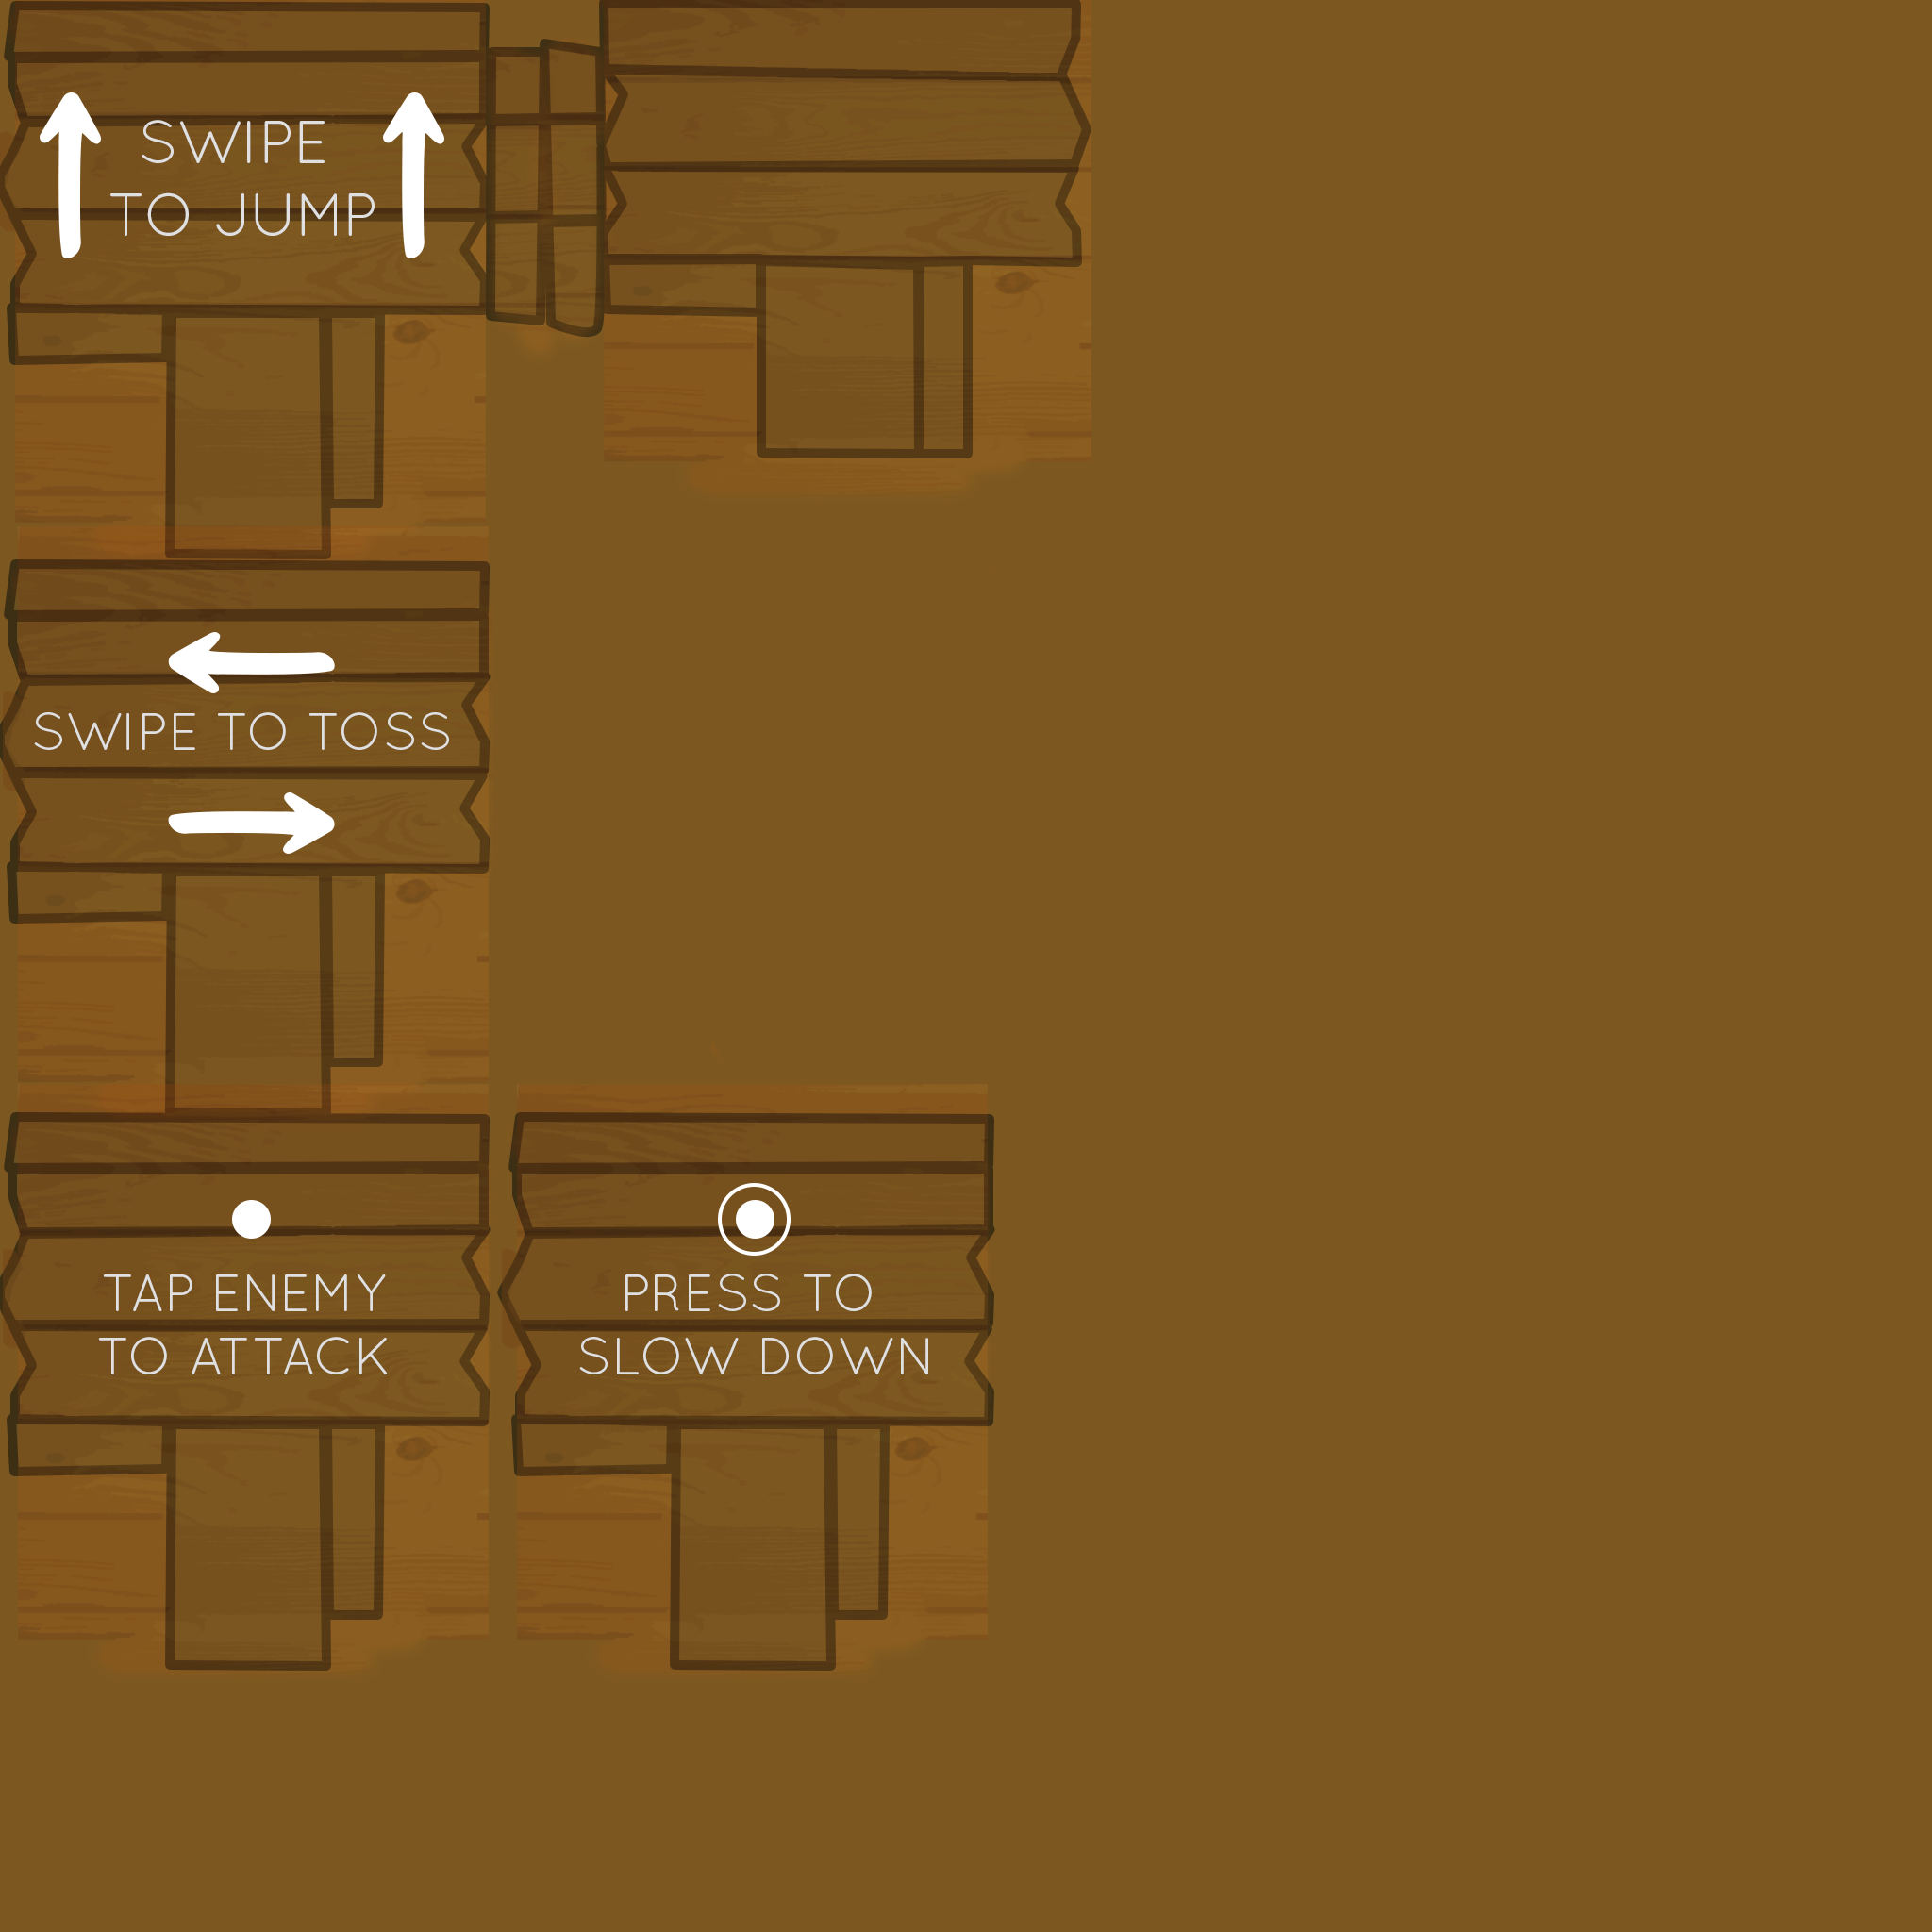 SWIPE
TO JUMP
SWIPE TO TOSS
TAP ENEMY
TO ATTACK
PRESS TO
SLOW DOWN